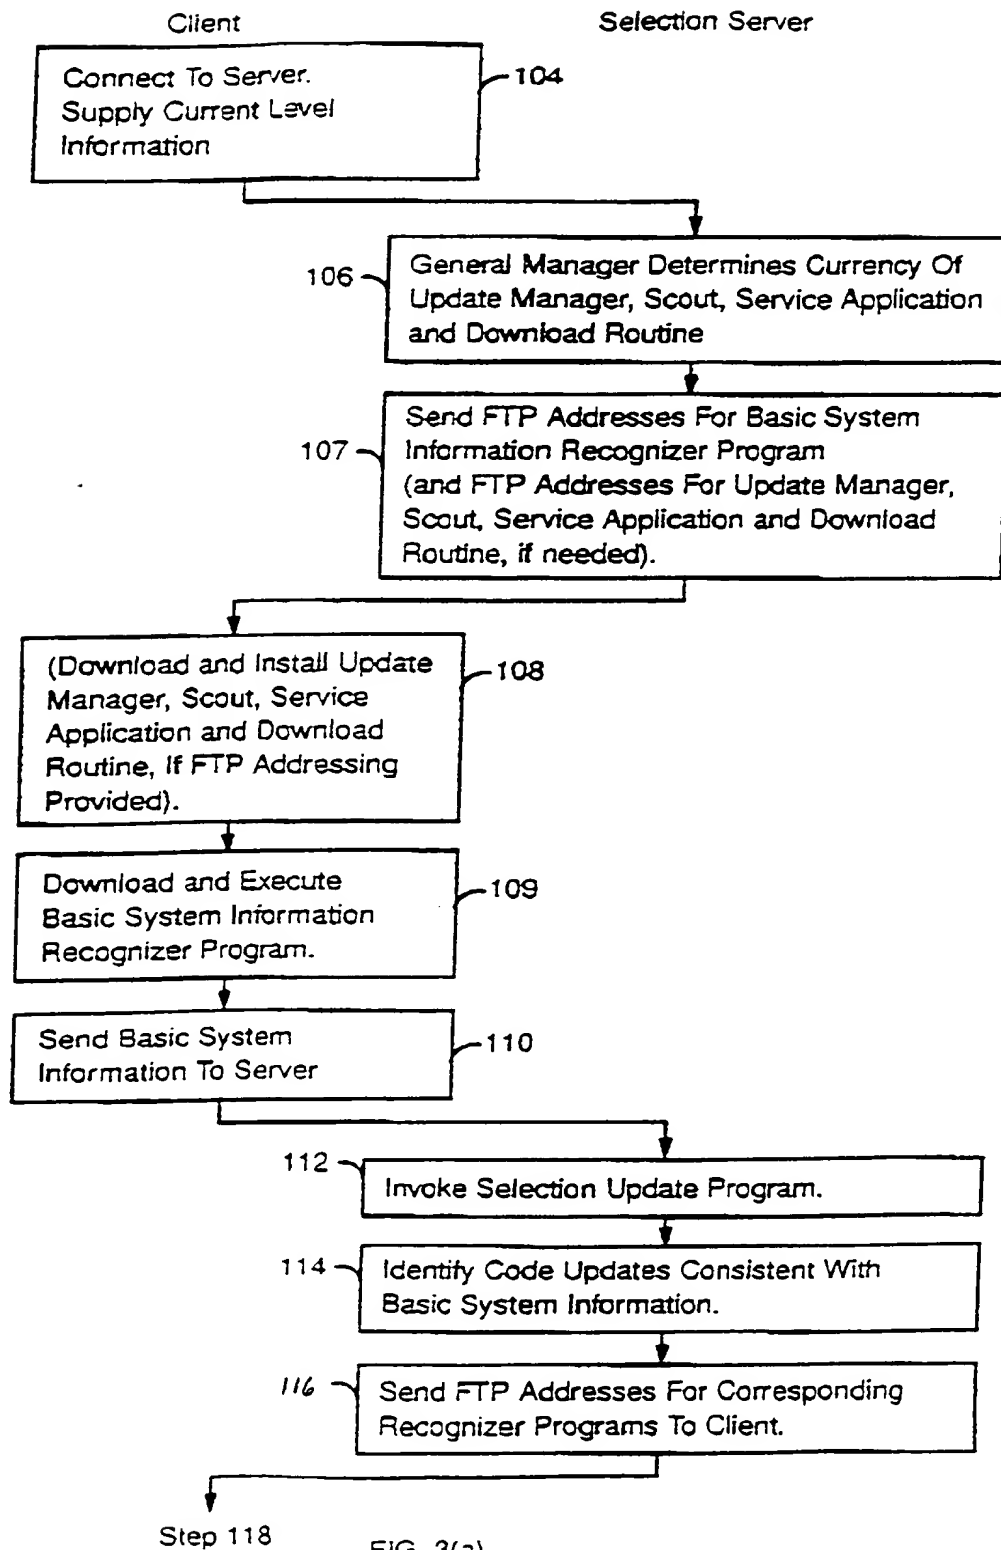 Client
Selection Server
Connect To Server.
Supply Current Level
Information
104
106
General Manager Determines Currency Of
Update Manager, Scout, Service Application
and Download Routine
107
Send FTP Addresses For Basic System
Information Recognizer Program
(and FTP Addresses For Update Manager,
Scout, Service Application and Download
Routine, if needed).
(Download and Install Update
Manager, Scout, Service
Application and Download
Routine, If FTP Addressing
Provided).
108
Download and Execute
Basic System Information
Recognizer Program.
109
Send Basic System
Information To Server
110
112
Invoke Selection Update Program.
114
Identify Code Updates Consistent With
Basic System Information.
116
Send FTP Addresses For Corresponding
Recognizer Programs To Client.
Step 118
FIG. 3(a)